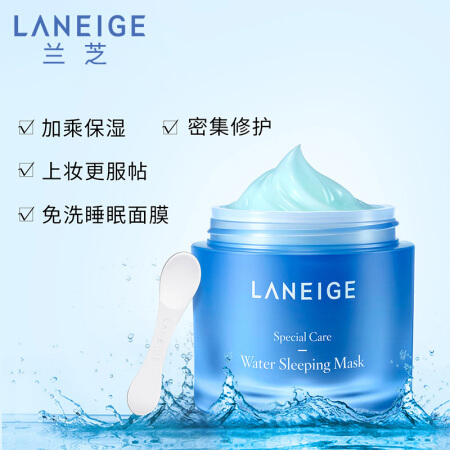 LANEIGE
兰芝
加乘保湿
密集修护
上妆更服帖
免洗睡眠面膜
LANEIGE
Special Care
Water Sleeping Mask